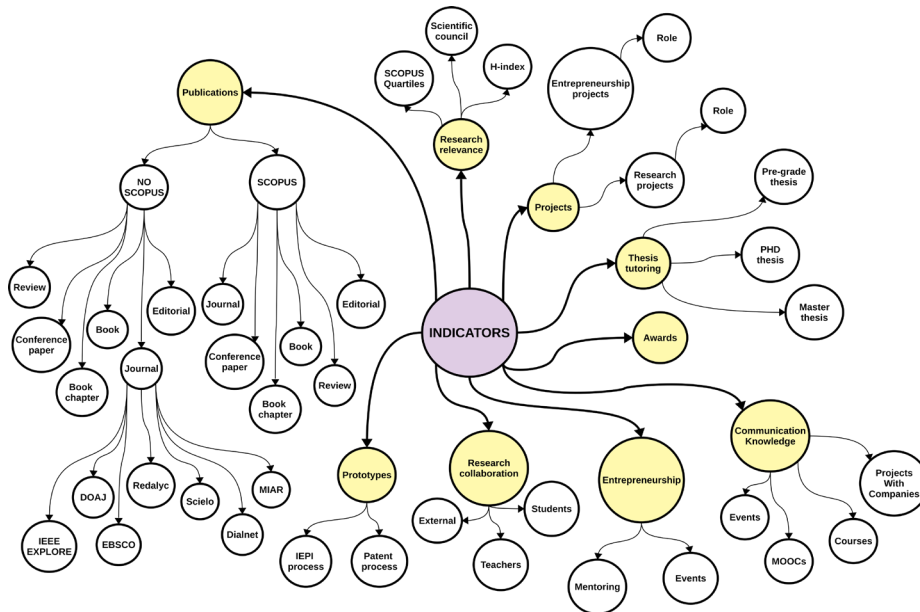 Scientific
council
SCOPUS
Quartiles
H-index
Research
relevance
Role
Entrepreneurship
projects
Role
Research
projects
Projects
Publications
NO
SCOPUS
SCOPUS
Review
Conference
paper
Book
chapter
Book
Editorial
Journal
Journal
Conference
paper
Book
chapter
Book
Review
Editorial
IEEE
EXPLORE
DOAJ
EBSCO
Redalyc
Scielo
Dialnet
MIAR
INDICATORS
Thesis
tutoring
Pre-grade
thesis
PHD
thesis
Master
thesis
Awards
Prototypes
IEPI
process
Patent
process
Research
collaboration
External
Teachers
Students
Entrepreneurship
Mentoring
Events
Communication
Knowledge
Events
MOOCs
Courses
Projects
With
Companies